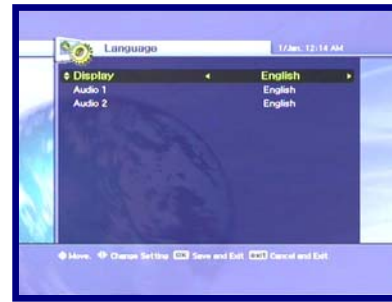 Language 1/Jan. 12:14 AM
Display English
Audio 1 English
Audio 2 English
Move. Change Setting OK Save and Exit EXIT Cancel and Exit